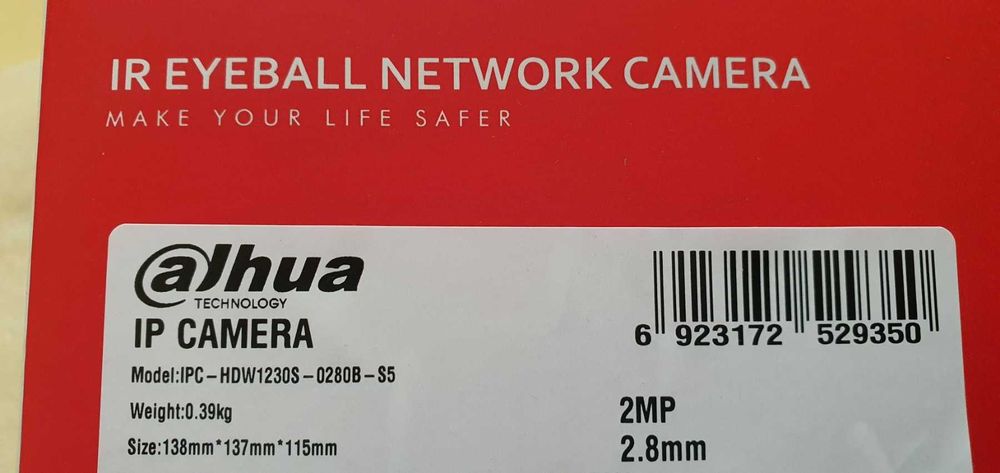 IR EYEBALL NETWORK CAMERA
MAKE YOUR LIFE SAFER
alhua
TECHNOLOGY
IP CAMERA
Model:IPC-HDW1230S-0280B-S5
Weight:0.39kg
Size:138mm*137mm*115mm
6 923172 529350
2MP
2.8mm